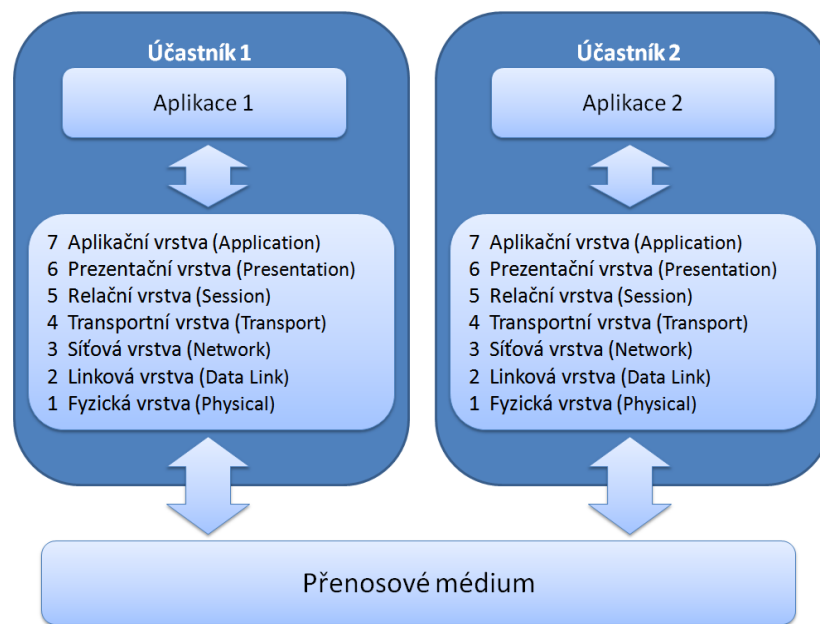 Účastník 1
Aplikace 1
7 Aplikační vrstva (Application)
6 Prezentační vrstva (Presentation)
5 Relační vrstva (Session)
4 Transportní vrstva (Transport)
3 Síťová vrstva (Network)
2 Linková vrstva (Data Link)
1 Fyzická vrstva (Physical)
Účastník 2
Aplikace 2
7 Aplikační vrstva (Application)
6 Prezentační vrstva (Presentation)
5 Relační vrstva (Session)
4 Transportní vrstva (Transport)
3 Síťová vrstva (Network)
2 Linková vrstva (Data Link)
1 Fyzická vrstva (Physical)
Přenosové médium